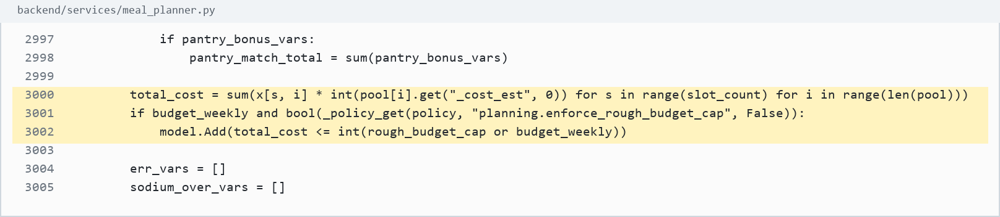 backend/services/meal_planner.py
2997            if pantry_bonus_vars:
2998                pantry_match_total = sum(pantry_bonus_vars)
2999
3000        total_cost = sum(x[s, i] * int(pool[i].get("_cost_est", 0)) for s in range(slot_count) for i in range(len(pool)))
3001        if budget_weekly and bool(_policy_get(policy, "planning.enforce_rough_budget_cap", False)):
3002            model.Add(total_cost <= int(rough_budget_cap or budget_weekly))
3003
3004        err_vars = []
3005        sodium_over_vars = []